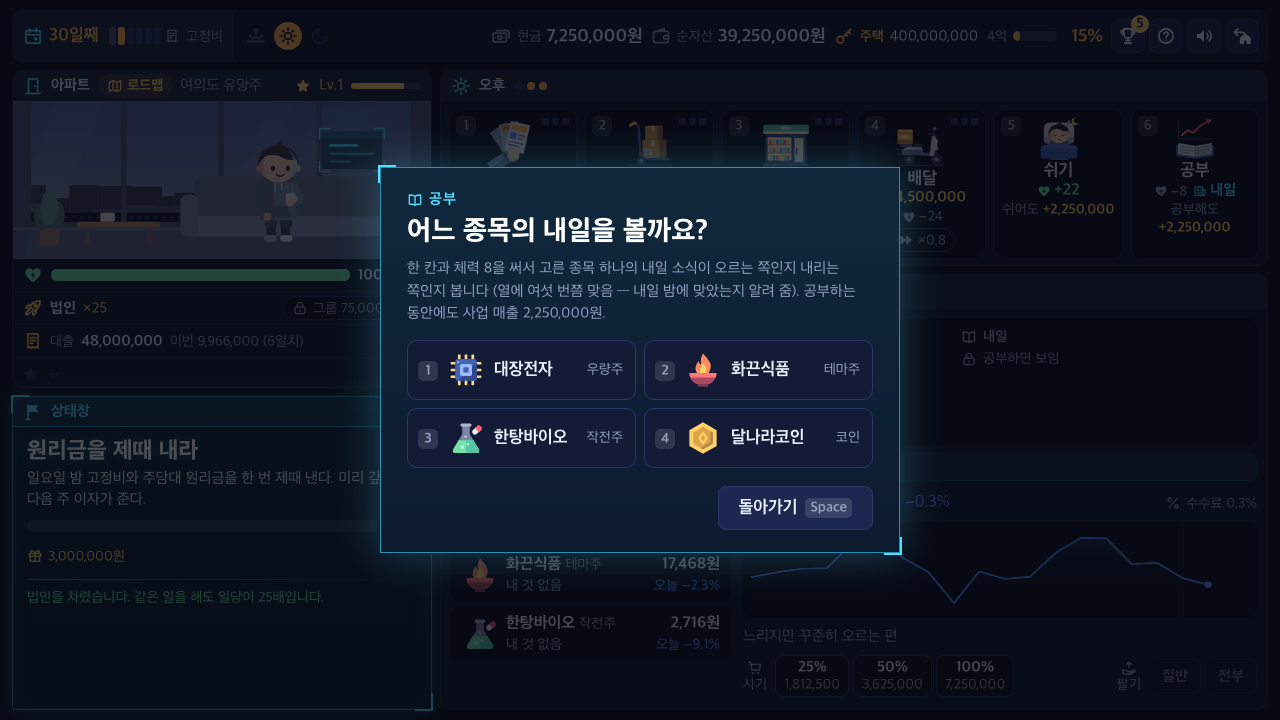 30일째
고정비
현금 7,250,000원
순자산 39,250,000원
주택 400,000,000 4억 15%
5
아파트
로드맵
여의도 유망주
Lv.1
오후
1
2
3
4
5
6
배달
4,500,000
−24
×0.8
쉬기
+22
쉬어도 +2,250,000
공부
−8 내일
공부해도
+2,250,000
100
법인 ×25
그룹 75,000
대출 48,000,000 이번 9,966,000 (6일치)
내일
공부하면 보임
상태창
원리금을 제때 내라
일요일 밤 고정비와 주담대 원리금을 한 번 제때 낸다. 미리 갚
다음 주 이자가 준다.
3,000,000원
법인을 차렸습니다. 같은 일을 해도 일당이 25배입니다.
공부
어느 종목의 내일을 볼까요?
한 칸과 체력 8을 써서 고른 종목 하나의 내일 소식이 오르는 쪽인지 내리는
쪽인지 봅니다 (열에 여섯 번쯤 맞음 — 내일 밤에 맞았는지 알려 줌). 공부하는
동안에도 사업 매출 2,250,000원.
1 대장전자 우량주
2 화끈식품 테마주
3 한탕바이오 작전주
4 달나라코인 코인
돌아가기 Space
−0.3%
수수료 0.3%
화끈식품 테마주 17,468원
내 것 없음 오늘 −2.3%
한탕바이오 작전주 2,716원
내 것 없음 오늘 −9.1%
느리지만 꾸준히 오르는 편
사기
25%
1,812,500
50%
3,625,000
100%
7,250,000
팔기
절반
전부